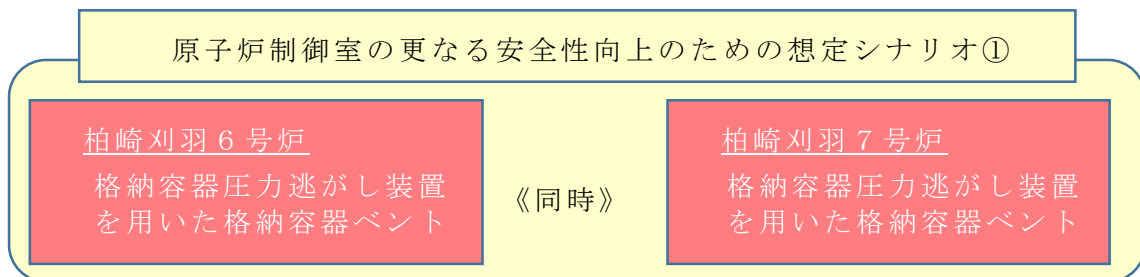 原子炉制御室の更なる安全性向上のための想定シナリオ①
柏崎刈羽６号炉
格納容器圧力逃がし装置
を用いた格納容器ベント
《同時》
柏崎刈羽７号炉
格納容器圧力逃がし装置
を用いた格納容器ベント